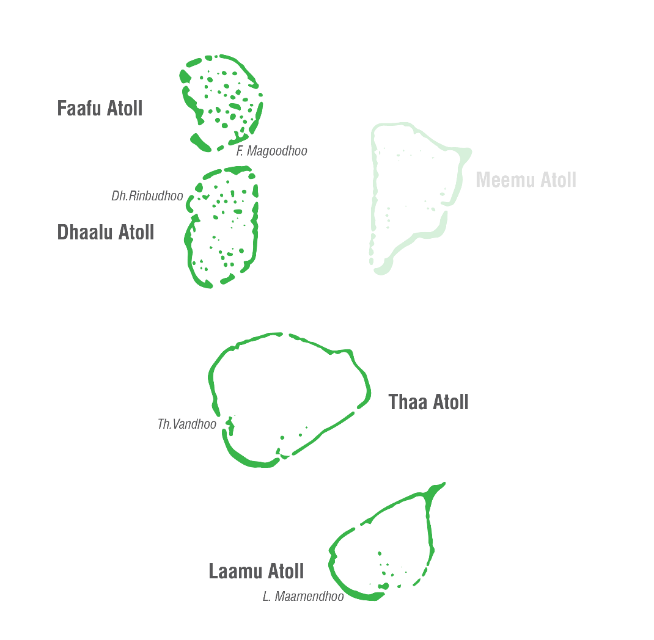 Faafu Atoll
F. Magoodhoo
Meemu Atoll
Dh.Rinbudhoo
Dhaalu Atoll
Thaa Atoll
Th.Vandhoo
Laamu Atoll
L. Maamendhoo